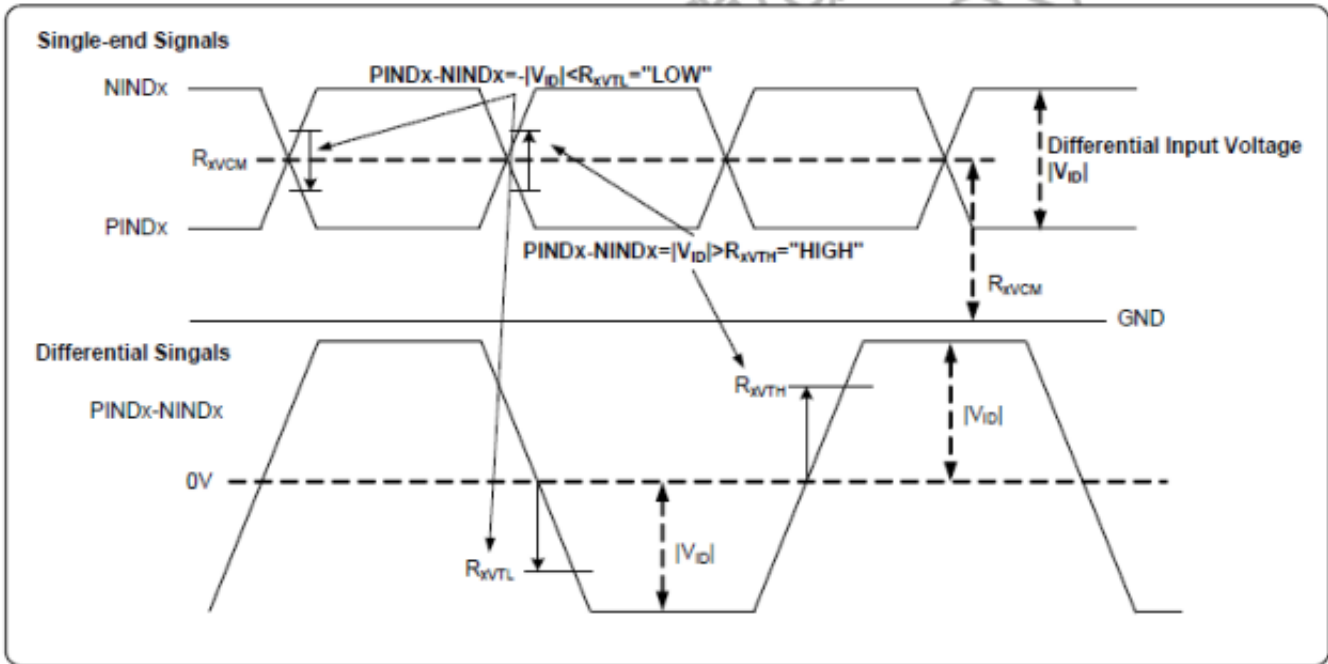 Single-end Signals
PINDx-NINDx=-|VID|<RxVTL="LOW"
NINDx
RxVCM
Differential Input Voltage
|VID|
PINDx
PINDx-NINDx=|VID|>RxVTH="HIGH"
RxVCM
GND
Differential Singals
RxVTH
PINDx-NINDx
|VID|
0V
|VID|
RxVTL